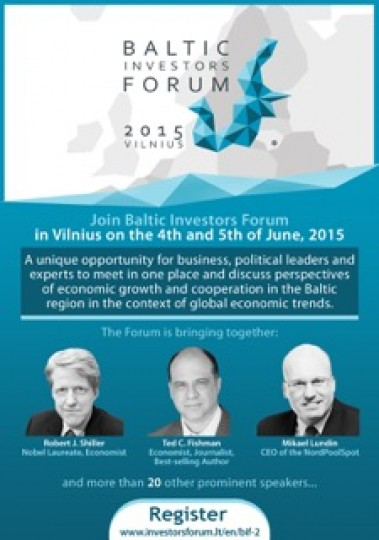 BALTIC
INVESTORS
FORUM
2015
VILNIUS
Join Baltic Investors Forum
in Vilnius on the 4th and 5th of June, 2015
A unique opportunity for business, political leaders and
experts to meet in one place and discuss perspectives
of economic growth and cooperation in the Baltic
region in the context of global economic trends.
The Forum is bringing together:
Robert J. Shiller
Nobel Laureate, Economist
Ted C. Fishman
Economist, Journalist,
Best-selling Author
Mikael Lundin
CEO of the NordPoolSpot
and more than 20 other prominent speakers...
Register
www.investorsforum.lt/en/bif-2